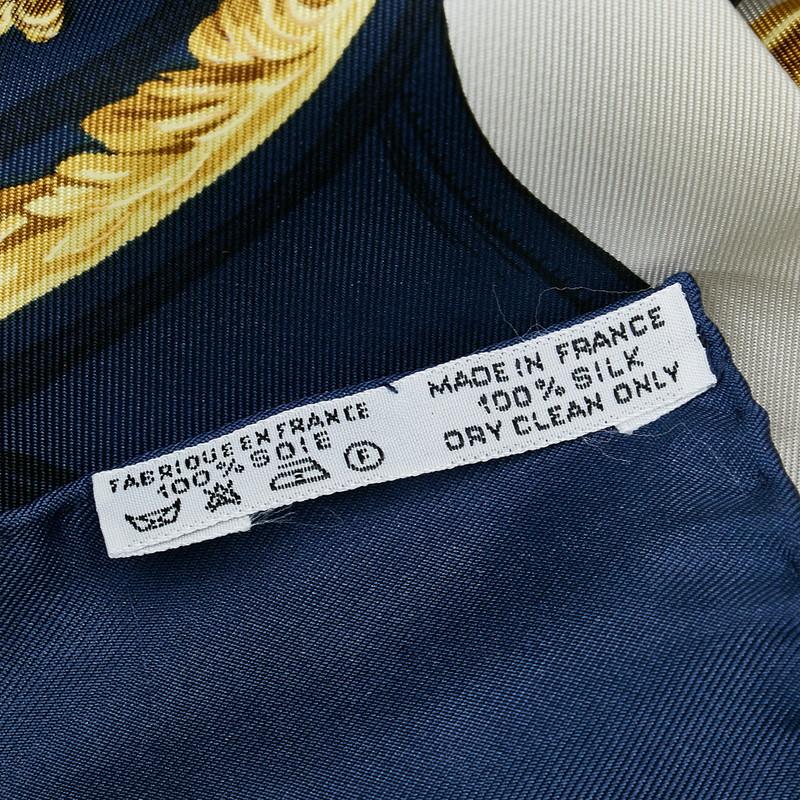 FABRIQUE EN FRANCE
100% SOIE
P
MADE IN FRANCE
100% SILK
DRY CLEAN ONLY